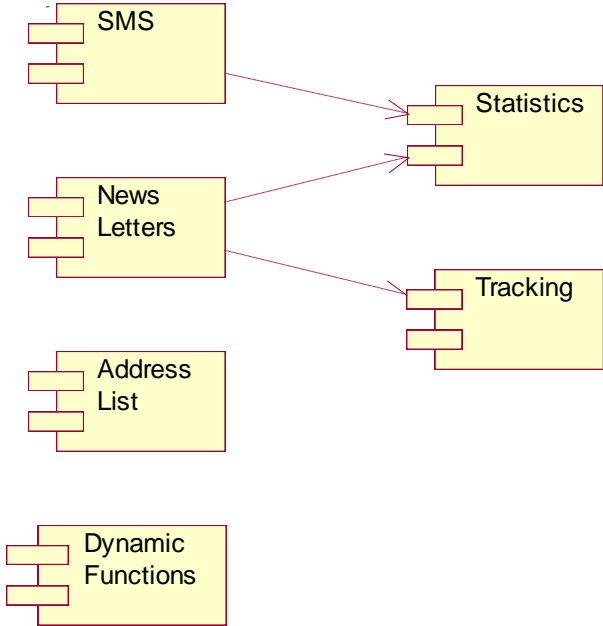 SMS
Statistics
News
Letters
Tracking
Address
List
Dynamic
Functions